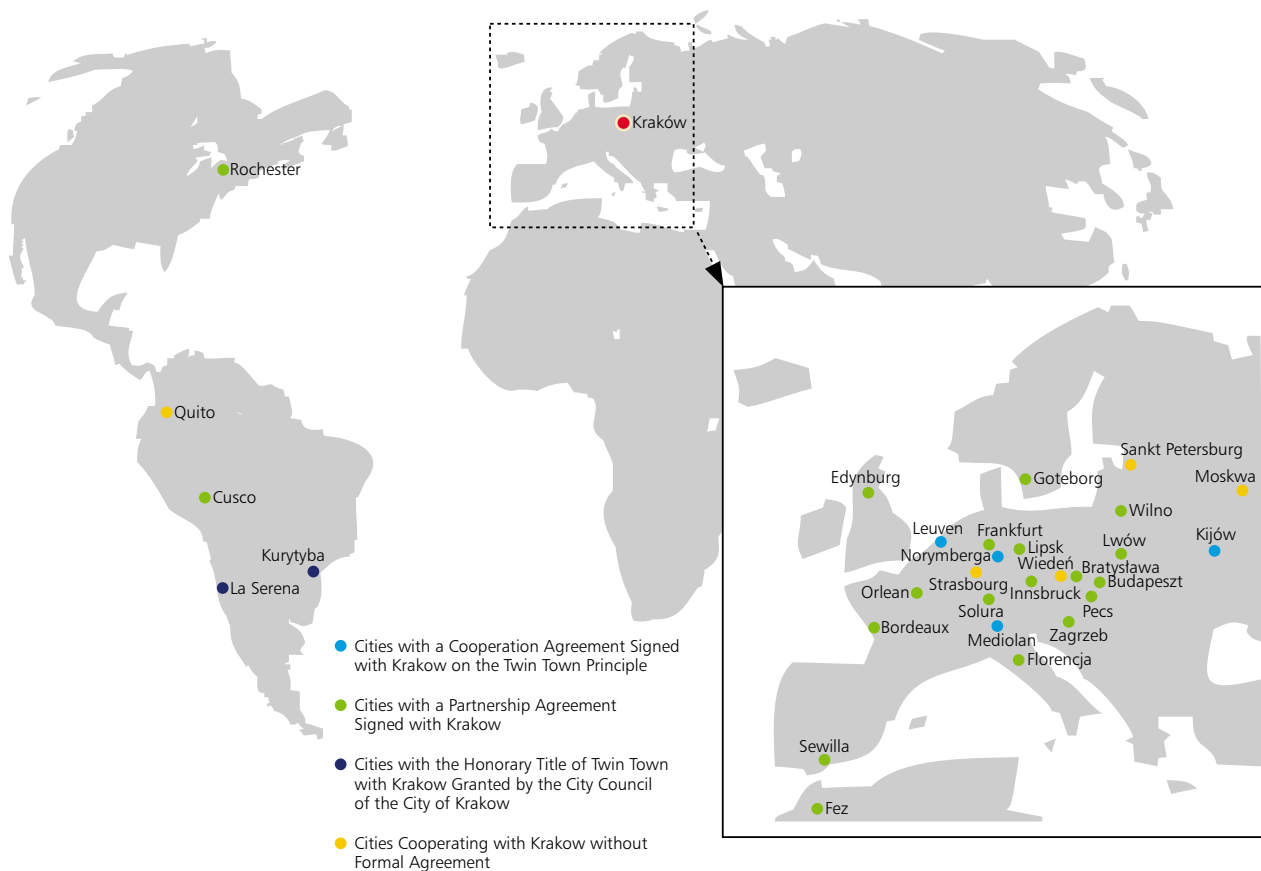 Kraków
Rochester
Quito
Cusco
Kurytyba
La Serena
Cities with a Cooperation Agreement Signed
with Krakow on the Twin Town Principle
Cities with a Partnership Agreement
Signed with Krakow
Cities with the Honorary Title of Twin Town
with Krakow Granted by the City Council
of the City of Krakow
Cities Cooperating with Krakow without
Formal Agreement
Sankt Petersburg
Moskwa
Edynburg
Goteborg
Wilno
Leuven
Frankfurt
Lwów
Kijów
Norymberga
Lipsk
Wiedeń
Bratysława
Strasbourg
Budapeszt
Orlean
Innsbruck
Solura
Pecs
Bordeaux
Mediolan
Zagrzeb
Florencja
Sewilla
Fez